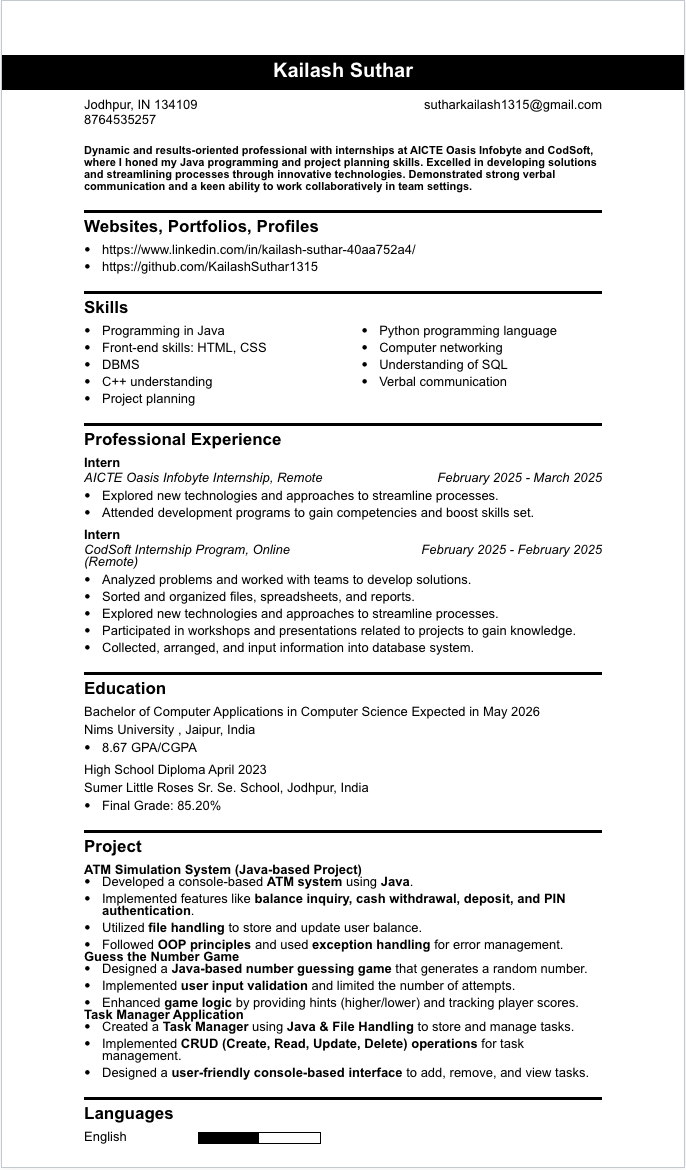 Kailash Suthar
Jodhpur, IN 134109
sutharkailash1315@gmail.com
8764535257
Dynamic and results-oriented professional with internships at AICTE Oasis Infobyte and CodSoft,
where I honed my Java programming and project planning skills. Excelled in developing solutions
and streamlining processes through innovative technologies. Demonstrated strong verbal
communication and a keen ability to work collaboratively in team settings.
Websites, Portfolios, Profiles
• https://www.linkedin.com/in/kailash-suthar-40aa752a4/
• https://github.com/KailashSuthar1315
Skills
• Programming in Java
• Front-end skills: HTML, CSS
• DBMS
• C++ understanding
• Project planning
• Python programming language
• Computer networking
• Understanding of SQL
• Verbal communication
Professional Experience
Intern
AICTE Oasis Infobyte Internship, Remote February 2025 - March 2025
• Explored new technologies and approaches to streamline processes.
• Attended development programs to gain competencies and boost skills set.
Intern
CodSoft Internship Program, Online February 2025 - February 2025
(Remote)
• Analyzed problems and worked with teams to develop solutions.
• Sorted and organized files, spreadsheets, and reports.
• Explored new technologies and approaches to streamline processes.
• Participated in workshops and presentations related to projects to gain knowledge.
• Collected, arranged, and input information into database system.
Education
Bachelor of Computer Applications in Computer Science Expected in May 2026
Nims University , Jaipur, India
• 8.67 GPA/CGPA
High School Diploma April 2023
Sumer Little Roses Sr. Se. School, Jodhpur, India
• Final Grade: 85.20%
Project
ATM Simulation System (Java-based Project)
• Developed a console-based ATM system using Java.
• Implemented features like balance inquiry, cash withdrawal, deposit, and PIN
authentication.
• Utilized file handling to store and update user balance.
• Followed OOP principles and used exception handling for error management.
Guess the Number Game
• Designed a Java-based number guessing game that generates a random number.
• Implemented user input validation and limited the number of attempts.
• Enhanced game logic by providing hints (higher/lower) and tracking player scores.
Task Manager Application
• Created a Task Manager using Java & File Handling to store and manage tasks.
• Implemented CRUD (Create, Read, Update, Delete) operations for task
management.
• Designed a user-friendly console-based interface to add, remove, and view tasks.
Languages
English